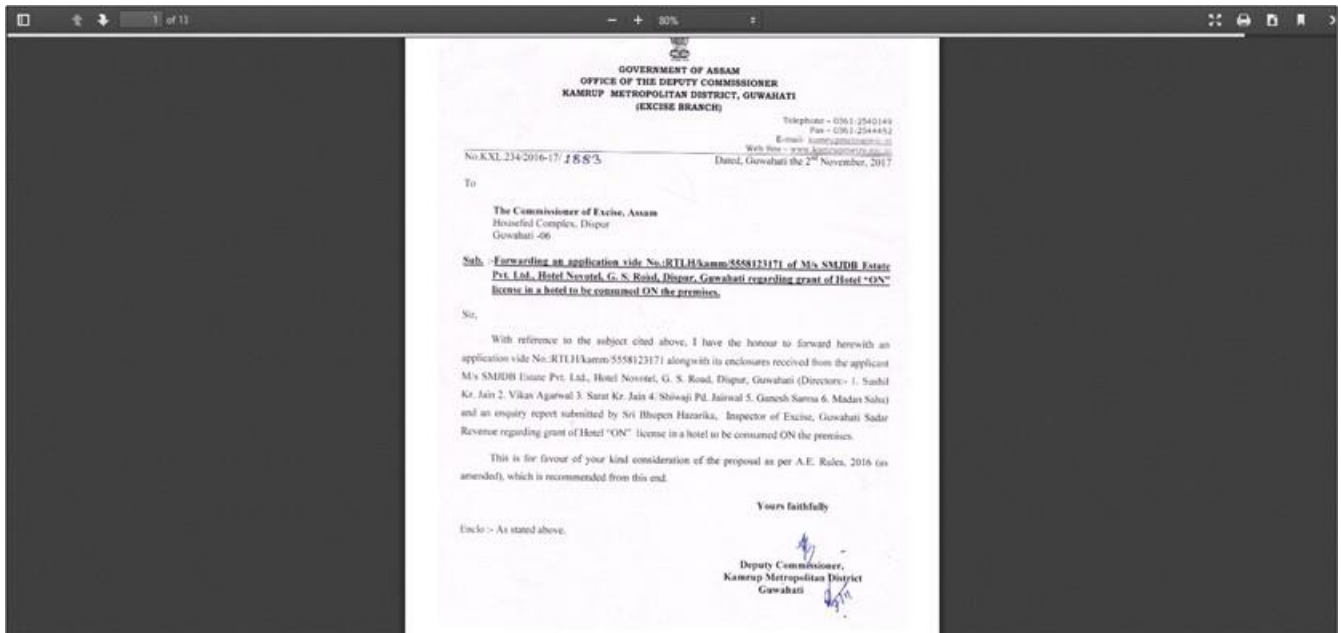 1 of 11
80%
GOVERNMENT OF ASSAM
OFFICE OF THE DEPUTY COMMISSIONER
KAMRUP METROPOLITAN DISTRICT, GUWAHATI
(EXCISE BRANCH)
Telephone - 0361-2540149
Fax - 0361-2544452
E-mail-
Web Site -
No.KXL.234/2016-17/ 1883
Dated, Guwahati the 2nd November, 2017
To
The Commissioner of Excise, Assam
Housefed Complex, Dispur
Guwahati -06
Sub. :-Forwarding an application vide No.:RTLH/kamm/5558123171 of M/s SMJDB Estate
Pvt. Ltd., Hotel Novotel, G. S. Road, Dispur, Guwahati regarding grant of Hotel "ON"
license in a hotel to be consumed ON the premises.
Sir,
With reference to the subject cited above, I have the honour to forward herewith an
application vide No.:RTLH/kamm/5558123171 alongwith its enclosures received from the applicant
M/s SMJDB Estate Pvt. Ltd., Hotel Novotel, G. S. Road, Dispur, Guwahati (Directors:- 1. Sushil
Kr. Jain 2. Vikas Agarwal 3. Sarat Kr. Jain 4. Shiwaji Pd. Jaiswal 5. Ganesh Sarma 6. Madan Saha)
and an enquiry report submitted by Sri Bhupen Hazarika, Inspector of Excise, Guwahati Sadar
Revenue regarding grant of Hotel "ON" license in a hotel to be consumed ON the premises.
This is for favour of your kind consideration of the proposal as per A.E. Rules, 2016 (as
amended), which is recommended from this end.
Yours faithfully
Enclo :- As stated above.
Deputy Commissioner,
Kamrup Metropolitan District
Guwahati